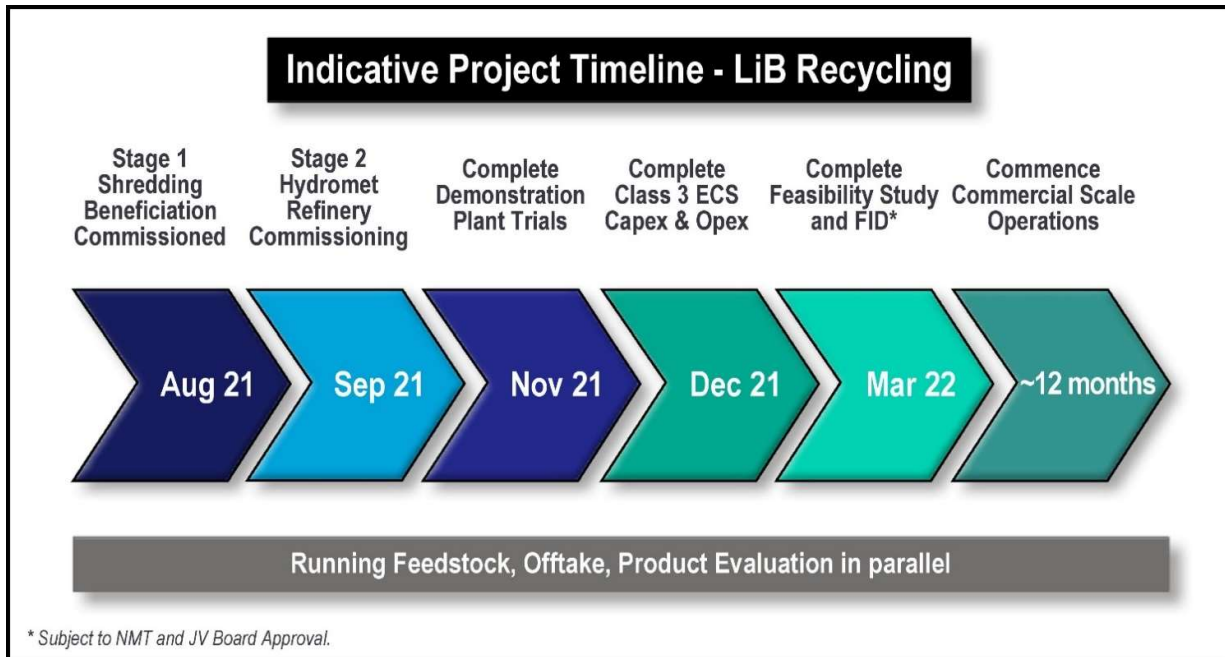 Indicative Project Timeline - LiB Recycling
Stage 1
Shredding
Beneficiation
Commissioned
Stage 2
Hydromet
Refinery
Commissioning
Complete
Demonstration
Plant Trials
Complete
Class 3 ECS
Capex & Opex
Complete
Feasibility Study
and FID*
Commence
Commercial Scale
Operations
Aug 21
Sep 21
Nov 21
Dec 21
Mar 22
~12 months
Running Feedstock, Offtake, Product Evaluation in parallel
* Subject to NMT and JV Board Approval.